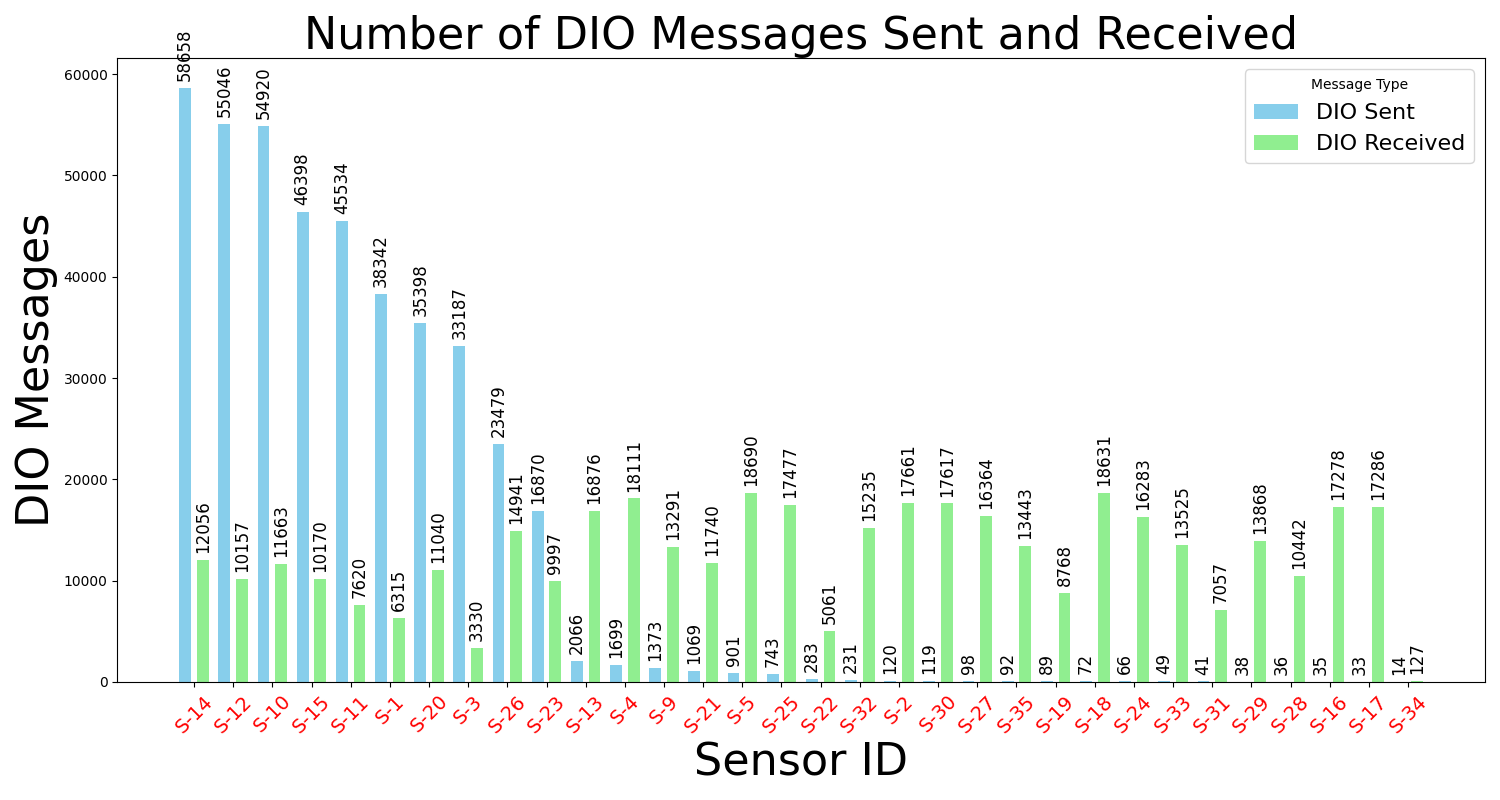 Number of DIO Messages Sent and Received
DIO Messages
60000
50000
40000
30000
20000
10000
0
Message Type
DIO Sent
DIO Received
58658
12056
55046
10157
54920
11663
46398
10170
45534
7620
38342
6315
35398
11040
33187
3330
23479
14941
16870
9997
2066
16876
1699
18111
1373
13291
1069
11740
901
18690
743
17477
283
5061
231
15235
120
17661
119
17617
98
16364
92
13443
89
8768
72
18631
66
16283
49
13525
41
7057
38
13868
36
10442
35
17278
33
17286
14
127
S-14
S-12
S-10
S-15
S-11
S-1
S-20
S-3
S-26
S-23
S-13
S-4
S-9
S-21
S-5
S-25
S-22
S-32
S-2
S-30
S-27
S-35
S-19
S-18
S-24
S-33
S-31
S-29
S-28
S-16
S-17
S-34
Sensor ID